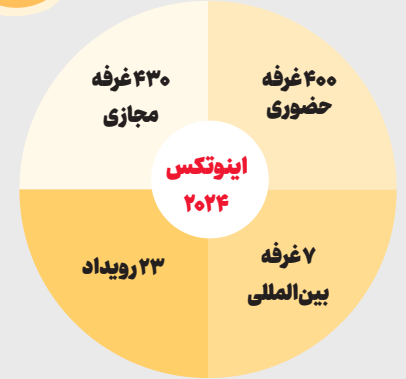 ۴۰۰ غرفه
حضوری
۴۳۰ غرفه
مجازی
اینوتکس
۲۰۲۴
۷ غرفه
بین‌المللی
۲۳ رویداد